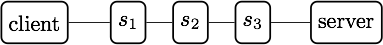 client s₁ s₂ s₃ server